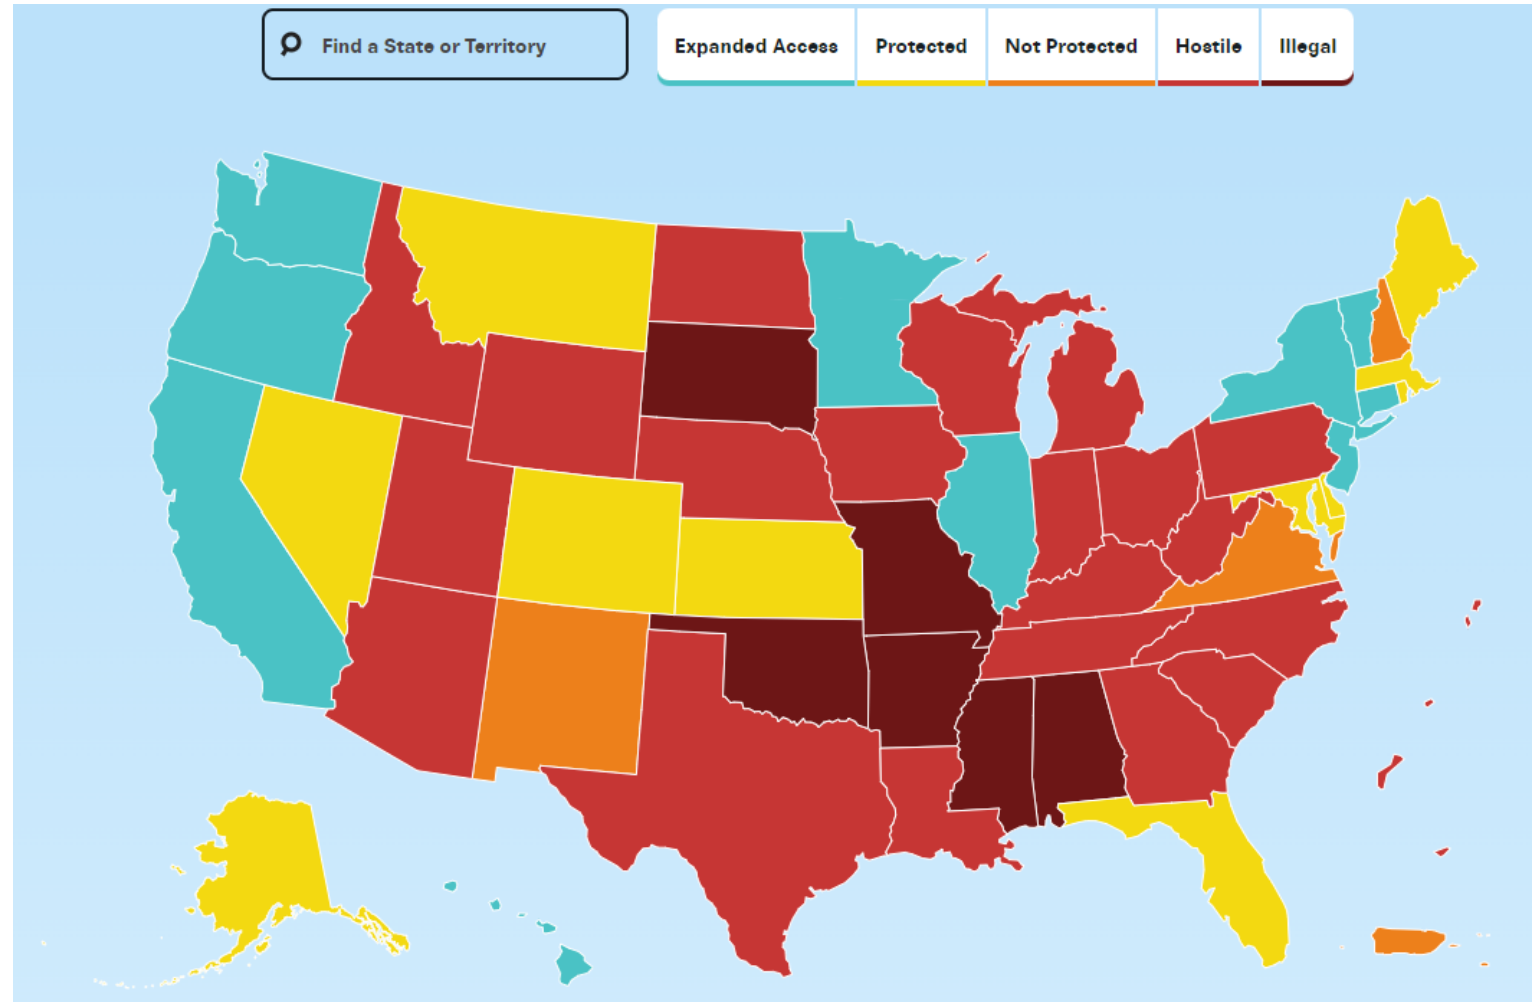 Find a State or Territory
Expanded Access
Protected
Not Protected
Hostile
Illegal